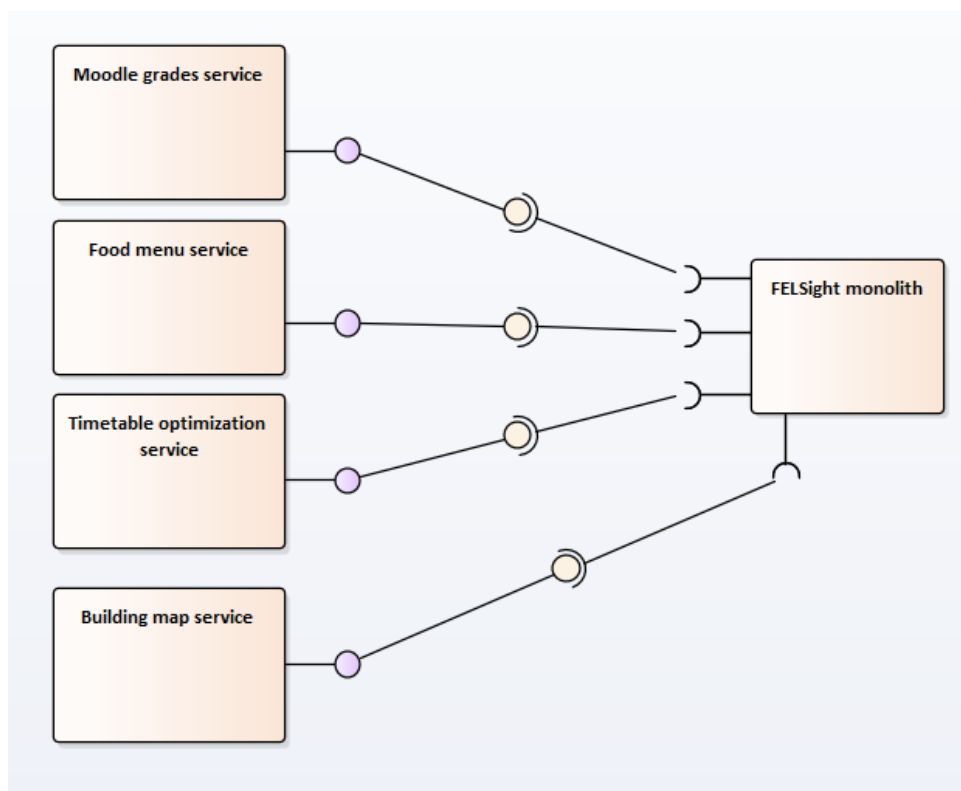 Moodle grades service
Food menu service
FELSight monolith
Timetable optimization
service
Building map service